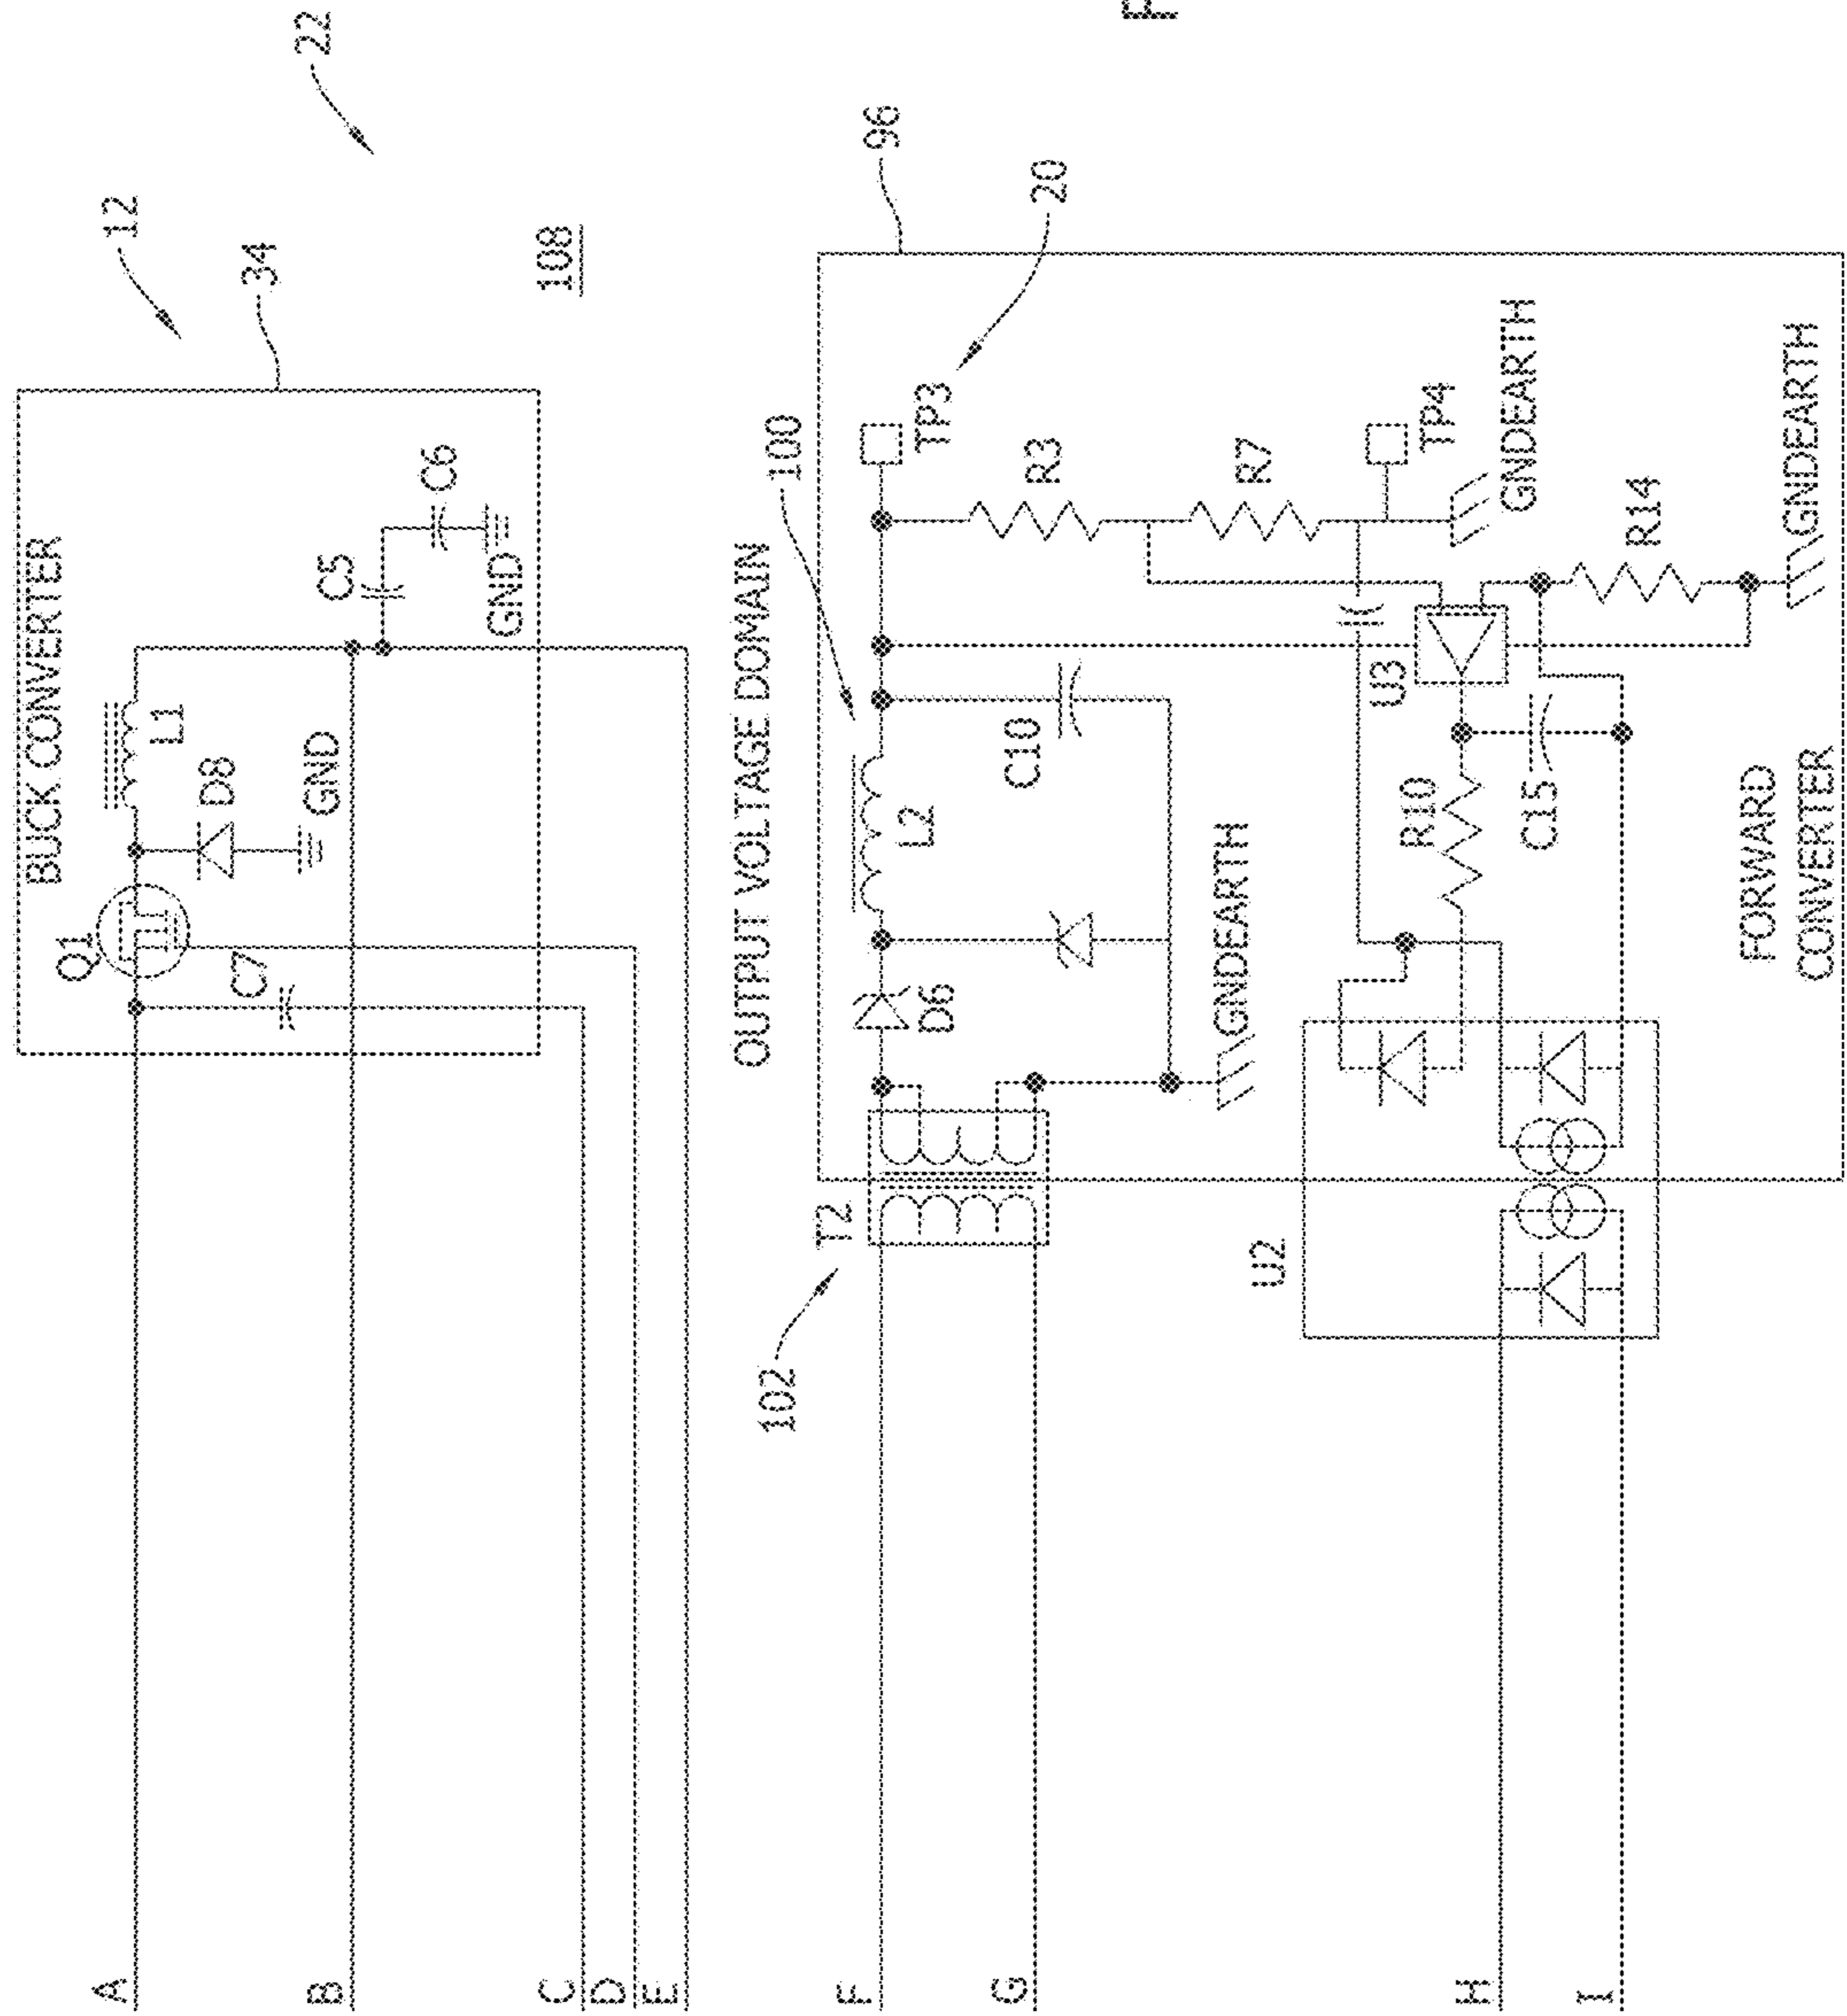 22
12
34
108
BUCK CONVERTER
Q1
L1
D8
GND
C7
C5
C6
GND
A
B
C
D
E
96
20
100
OUTPUT VOLTAGE DOMAIN
TP3
R3
R7
TP4
GNDEARTH
R14
GNDEARTH
L2
C10
D6
GNDEARTH
U3
R10
C15
T2
102
U2
FORWARD
CONVERTER
F
G
H
I